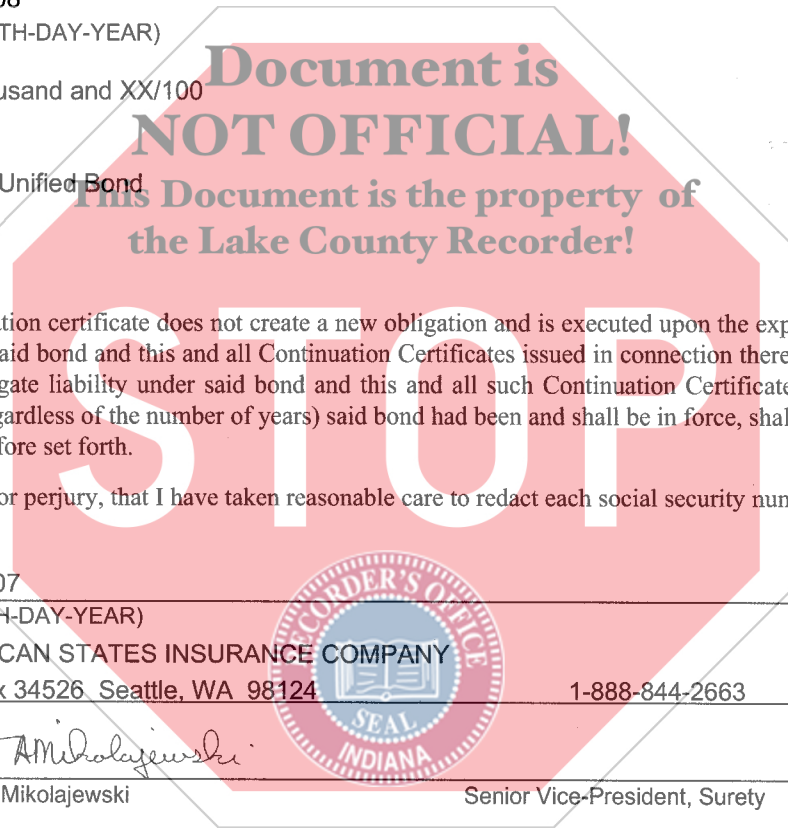 08
TH-DAY-YEAR)
Document is
usand and XX/100
NOT OFFICIAL!
Unified Bond
This Document is the property of
the Lake County Recorder!
STOP
tion certificate does not create a new obligation and is executed upon the exp
aid bond and this and all Continuation Certificates issued in connection there
gate liability under said bond and this and all such Continuation Certificate
gardless of the number of years) said bond had been and shall be in force, shal
fore set forth.
or perjury, that I have taken reasonable care to redact each social security num
07
H-DAY-YEAR)
CAN STATES INSURANCE COMPANY
x 34526 Seattle, WA 98124 1-888-844-2663
RECORDER'S OFFICE
SEAL
INDIANA
AMikolajewski
Mikolajewski Senior Vice-President, Surety